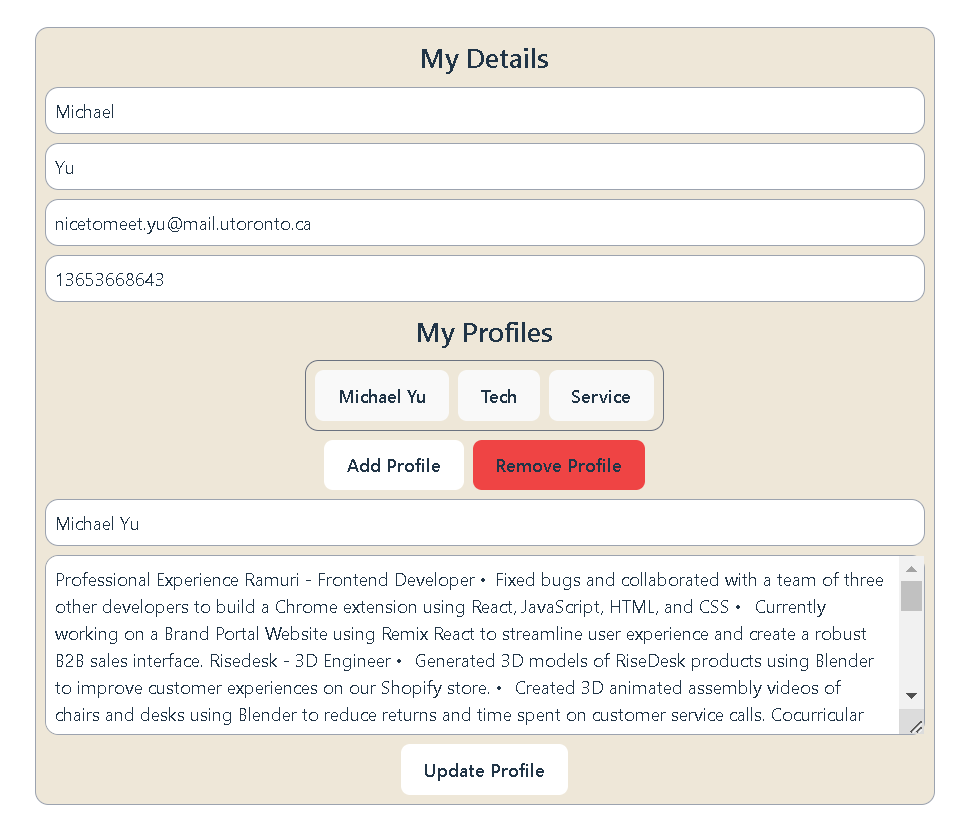 My Details
Michael
Yu
nicetomeet.yu@mail.utoronto.ca
13653668643
My Profiles
Michael Yu Tech Service
Add Profile Remove Profile
Michael Yu
Professional Experience Ramuri - Frontend Developer • Fixed bugs and collaborated with a team of three
other developers to build a Chrome extension using React, JavaScript, HTML, and CSS • Currently
working on a Brand Portal Website using Remix React to streamline user experience and create a robust
B2B sales interface. Risedesk - 3D Engineer • Generated 3D models of RiseDesk products using Blender
to improve customer experiences on our Shopify store. • Created 3D animated assembly videos of
chairs and desks using Blender to reduce returns and time spent on customer service calls. Cocurricular
Update Profile